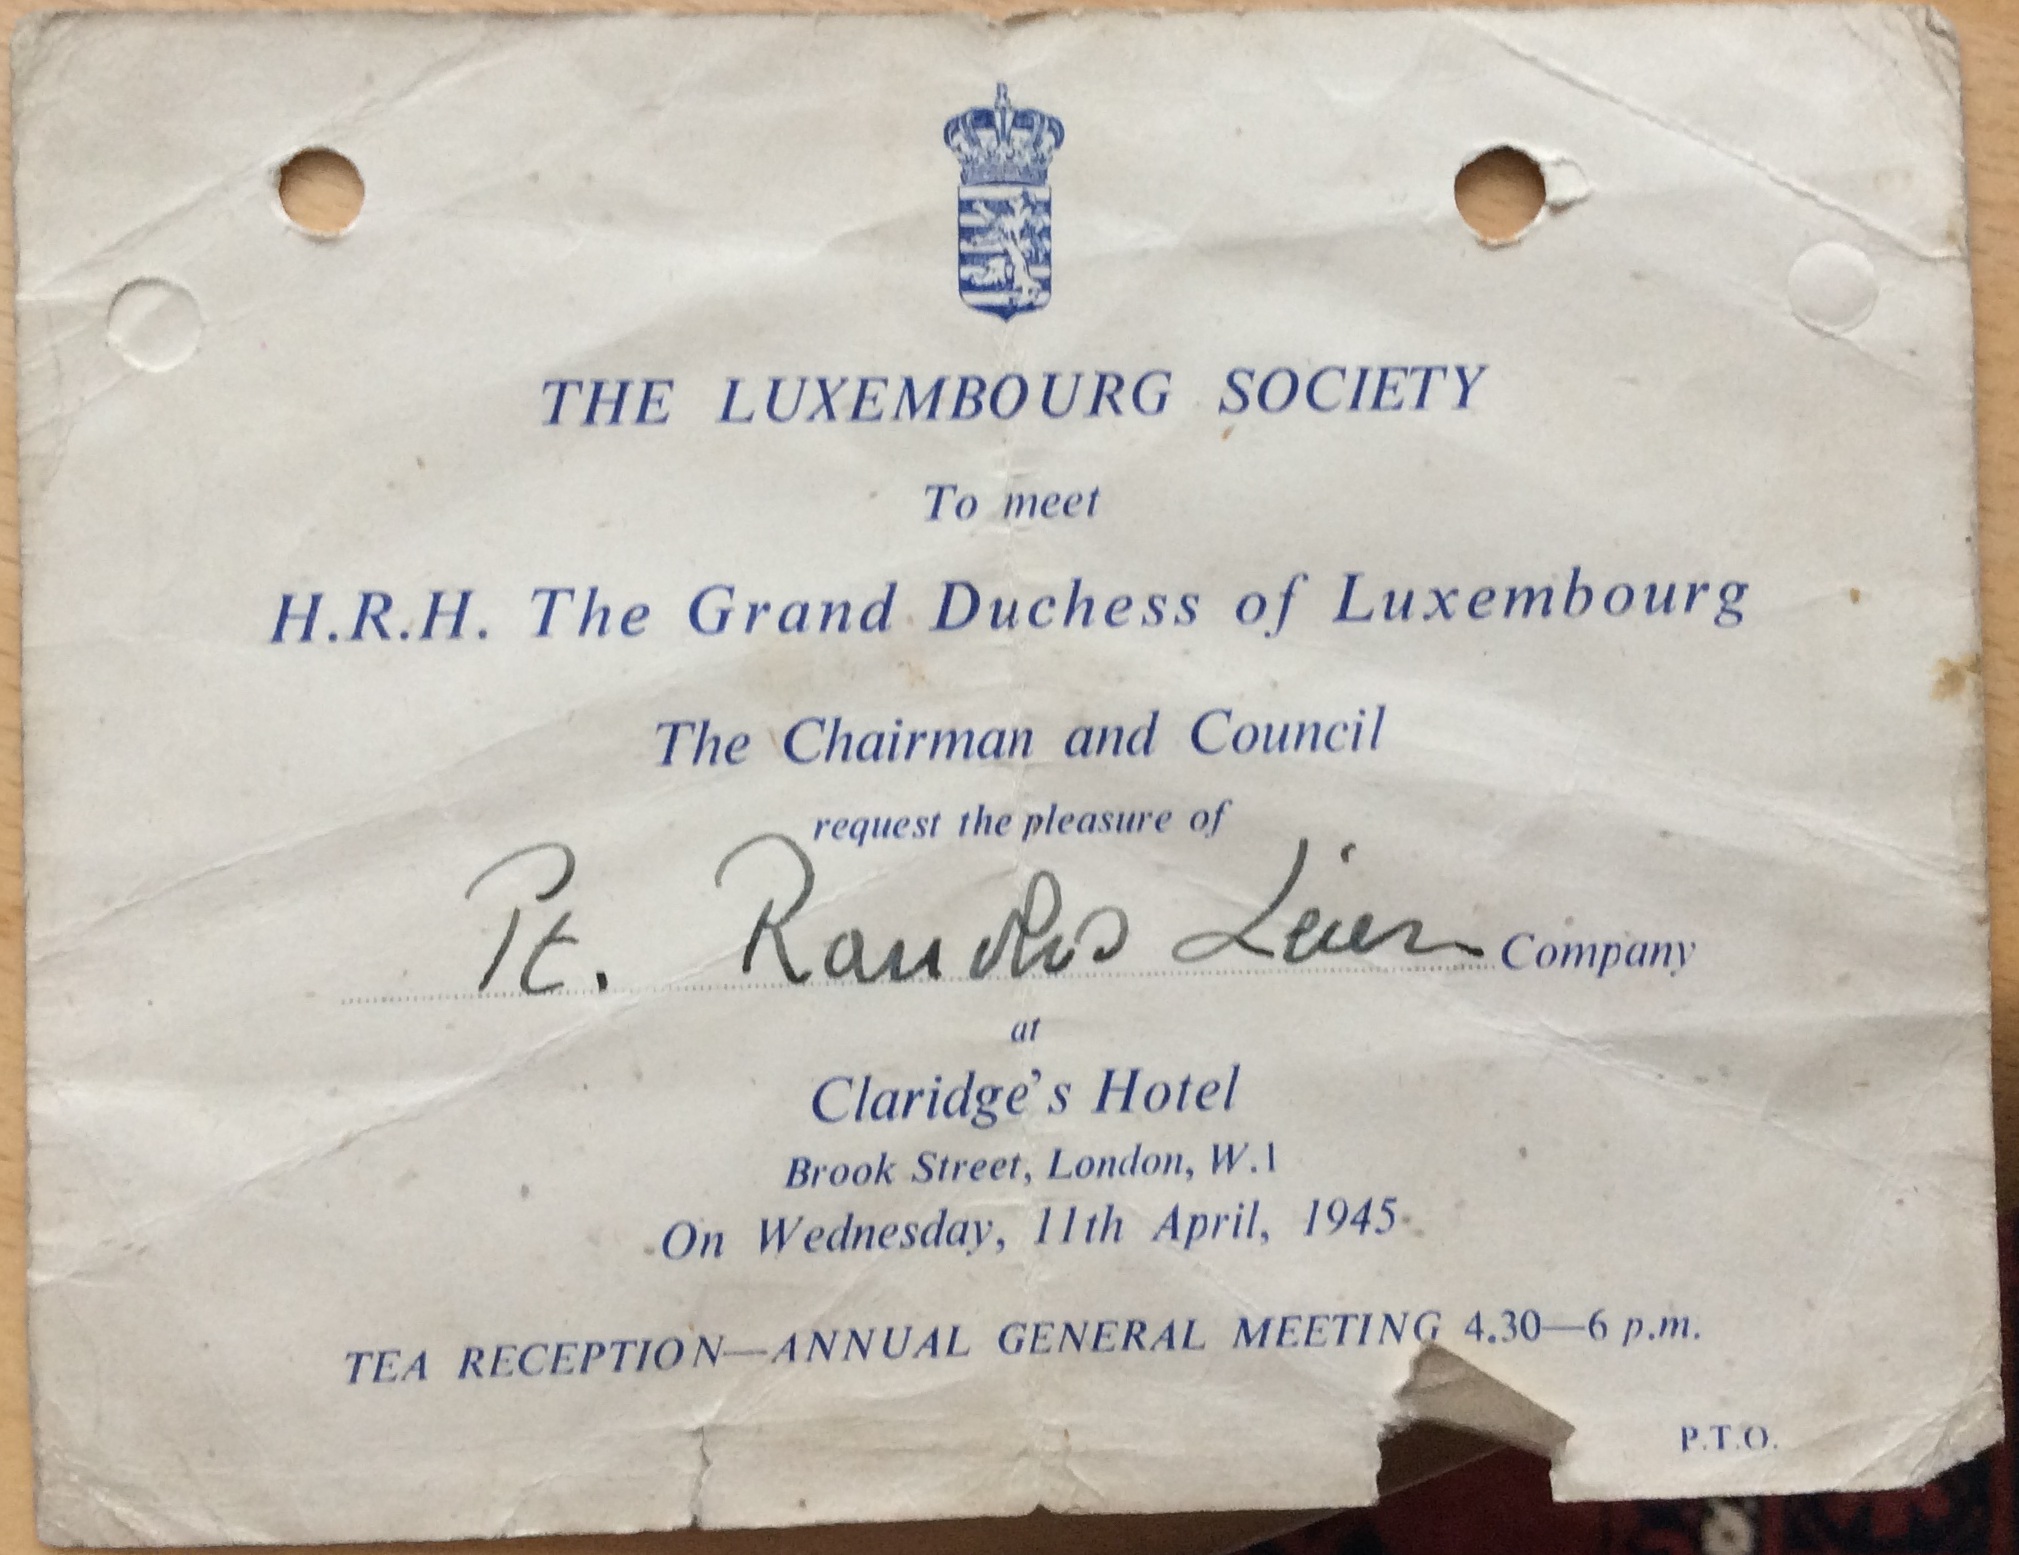 THE LUXEMBOURG SOCIETY
To meet
H.R.H. The Grand Duchess of Luxembourg
The Chairman and Council
request the pleasure of
Pt. Company
at
Claridge's Hotel
Brook Street, London, W.1
On Wednesday, 11th April, 1945
TEA RECEPTION—ANNUAL GENERAL MEETING 4.30—6 p.m.
P.T.O.